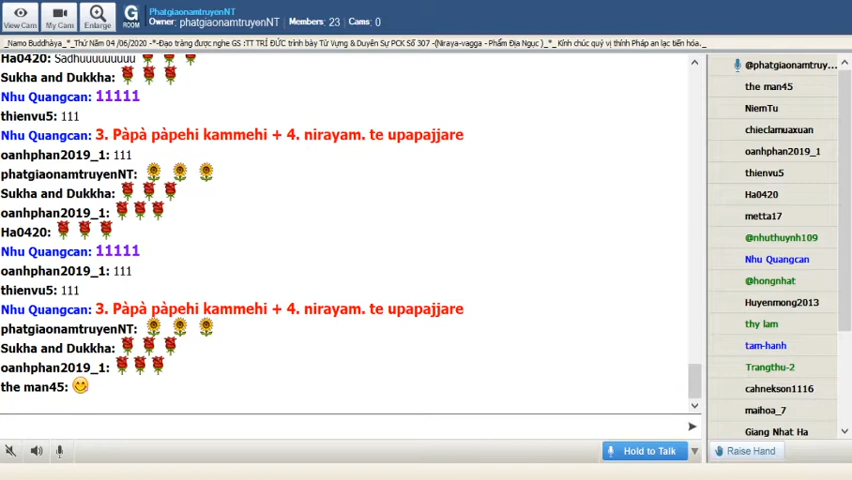 PhatgiaonamtruyenNT
Owner: phatgiaonamtruyenNT Members: 23 Cams: 0
View Cam My Cam Enlarge G ROOM
_Namo Buddhàya_*_Thứ Năm 04 /06/2020 -*-Đạo tràng được nghe GS :TT TRÍ ĐỨC trình bày Từ Vựng & Duyên Sự PCK Số 307 -(Niraya-vagga - Phẩm Địa Ngục )_*_ Kính chúc quý vị thính Pháp an lạc tiến hóa._
Ha0420: Sadhuuuuuuuuu
Sukha and Dukkha:
Nhu Quangcan: 11111
thienvu5: 111
Nhu Quangcan: 3. Pàpà pàpehi kammehi + 4. nirayam. te upapajjare
oanhphan2019_1: 111
phatgiaonamtruyenNT:
Sukha and Dukkha:
oanhphan2019_1:
Ha0420:
Nhu Quangcan: 11111
oanhphan2019_1: 111
thienvu5: 111
Nhu Quangcan: 3. Pàpà pàpehi kammehi + 4. nirayam. te upapajjare
phatgiaonamtruyenNT:
Sukha and Dukkha:
oanhphan2019_1:
the man45:
Hold to Talk
@phatgiaonamtruy...
the man45
NiemTu
chieclamuaxuan
oanhphan2019_1
thienvu5
Ha0420
metta17
@nhuthuynh109
Nhu Quangcan
@hongnhat
Huyenmong2013
thy lam
tam-hanh
Trangthu-2
cahnekson1116
maihoa_7
Giang Nhat Ha
Raise Hand